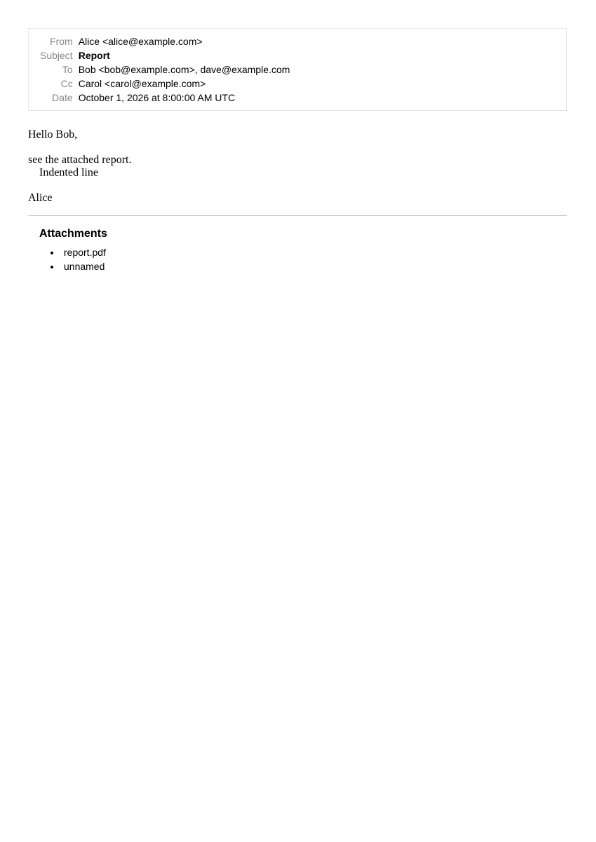 From Alice <alice@example.com>
Subject Report
To Bob <bob@example.com>, dave@example.com
Cc Carol <carol@example.com>
Date October 1, 2026 at 8:00:00 AM UTC
Hello Bob,
see the attached report.
Indented line
Alice
Attachments
• report.pdf
• unnamed